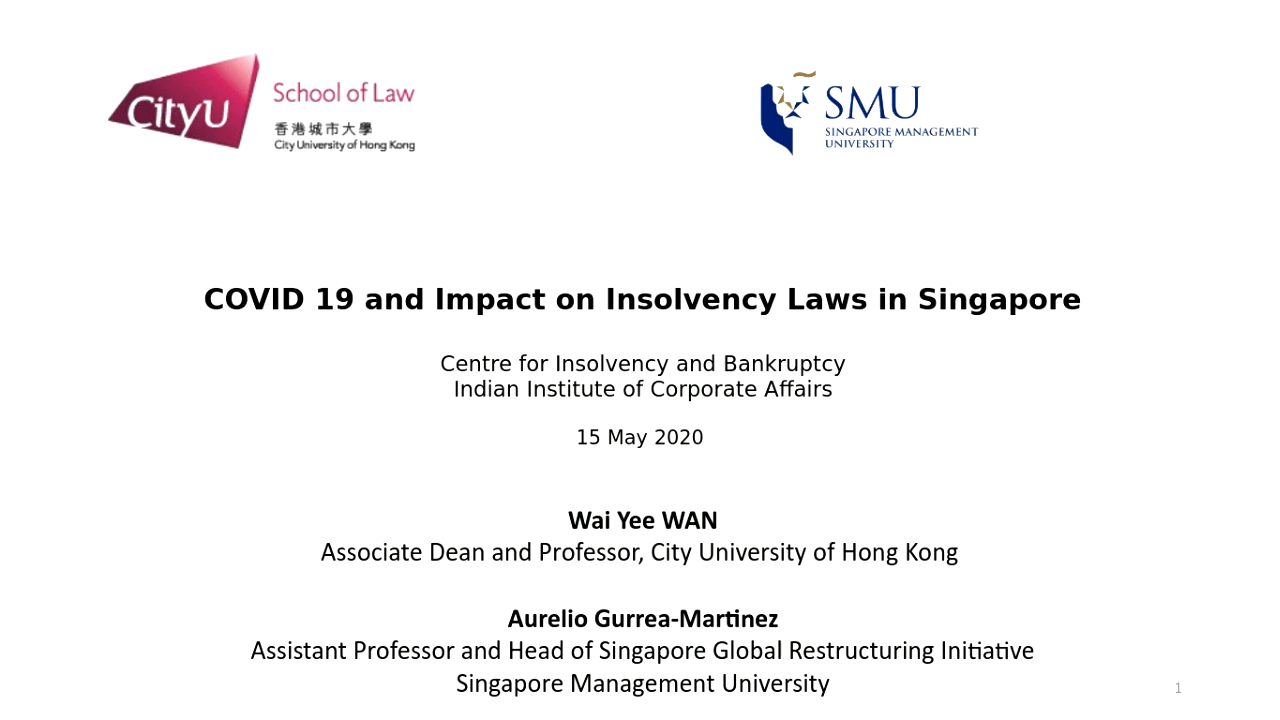 CityU
School of Law
香港城市大學
City University of Hong Kong
SMU
SINGAPORE MANAGEMENT
UNIVERSITY
COVID 19 and Impact on Insolvency Laws in Singapore
Centre for Insolvency and Bankruptcy
Indian Institute of Corporate Affairs
15 May 2020
Wai Yee WAN
Associate Dean and Professor, City University of Hong Kong
Aurelio Gurrea-Martinez
Assistant Professor and Head of Singapore Global Restructuring Initiative
Singapore Management University
1